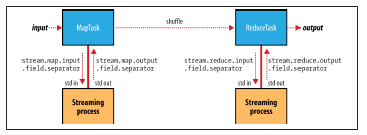 input
MapTask
shuffle
ReduceTask
output
stream.map.input
.field.separator
stream.map.output
.field.separator
stream.reduce.input
.field.separator
stream.reduce.output
.field.separator
std in
std out
std in
std out
Streaming
process
Streaming
process